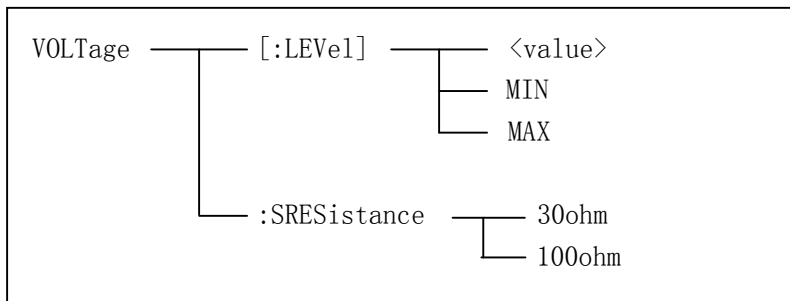 VOLTage [:LEVel] <value>
MIN
MAX
:SRESistance 30ohm
100ohm